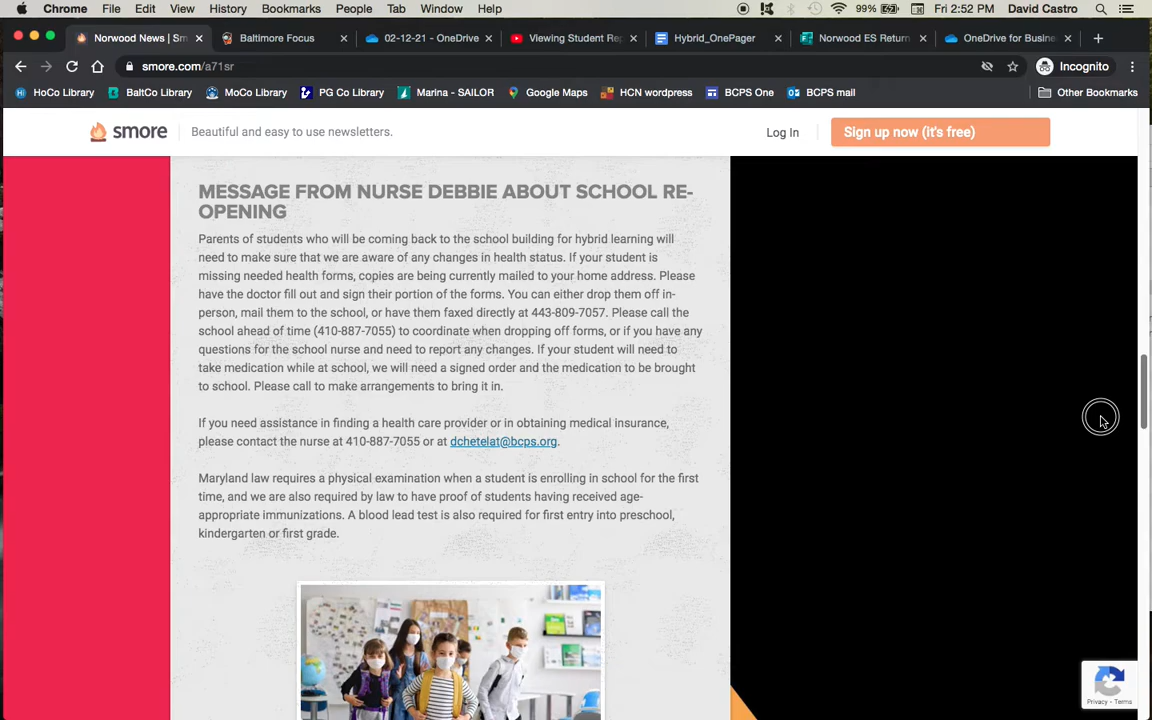 Chrome File Edit View History Bookmarks People Tab Window Help 99% Fri 2:52 PM David Castro
Norwood News | Sm Baltimore Focus 02-12-21 - OneDrive Viewing Student Rep Hybrid_OnePager Norwood ES Return OneDrive for Busine
smore.com/a71sr Incognito
HoCo Library BaltCo Library MoCo Library PG Co Library Marina - SAILOR Google Maps HCN wordpress BCPS One BCPS mail Other Bookmarks
smore Beautiful and easy to use newsletters. Log In Sign up now (it's free)
MESSAGE FROM NURSE DEBBIE ABOUT SCHOOL RE-
OPENING
Parents of students who will be coming back to the school building for hybrid learning will
need to make sure that we are aware of any changes in health status. If your student is
missing needed health forms, copies are being currently mailed to your home address. Please
have the doctor fill out and sign their portion of the forms. You can either drop them off in-
person, mail them to the school, or have them faxed directly at 443-809-7057. Please call the
school ahead of time (410-887-7055) to coordinate when dropping off forms, or if you have any
questions for the school nurse and need to report any changes. If your student will need to
take medication while at school, we will need a signed order and the medication to be brought
to school. Please call to make arrangements to bring it in.
If you need assistance in finding a health care provider or in obtaining medical insurance,
please contact the nurse at 410-887-7055 or at dchetelat@bcps.org.
Maryland law requires a physical examination when a student is enrolling in school for the first
time, and we are also required by law to have proof of students having received age-
appropriate immunizations. A blood lead test is also required for first entry into preschool,
kindergarten or first grade.
Privacy - Terms